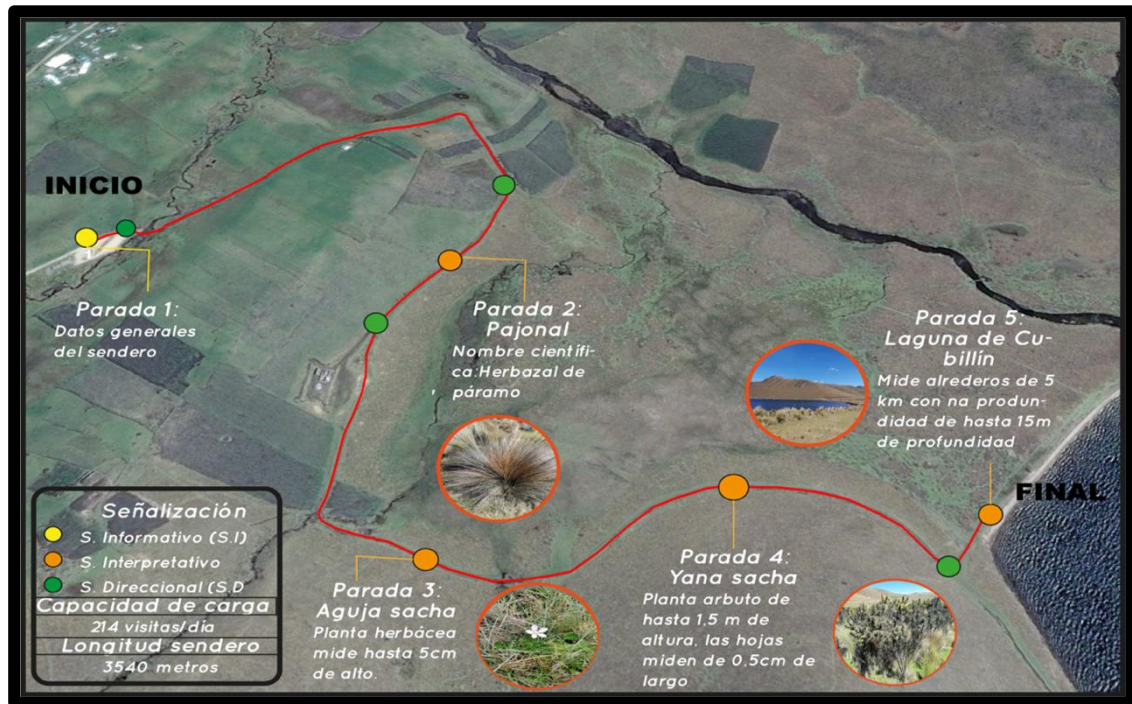 INICIO
Parada 1:
Datos generales
del sendero
Parada 2:
Pajonal
Nombre científi-
ca:Herbazal de
páramo
Parada 5:
Laguna de Cu-
billín
Mide alrederos de 5
km con na produn-
didad de hasta 15m
de profundidad
FINAL
Parada 3:
Aguja sacha
Planta herbácea
mide hasta 5cm
de alto.
Parada 4:
Yana sacha
Planta arbuto de
hasta 1,5 m de
altura, las hojas
miden de 0,5cm de
largo
Señalización
S. Informativo (S.I)
S. Interpretativo
S. Direccional (S.D
Capacidad de carga
214 visitas/día
Longitud sendero
3540 metros